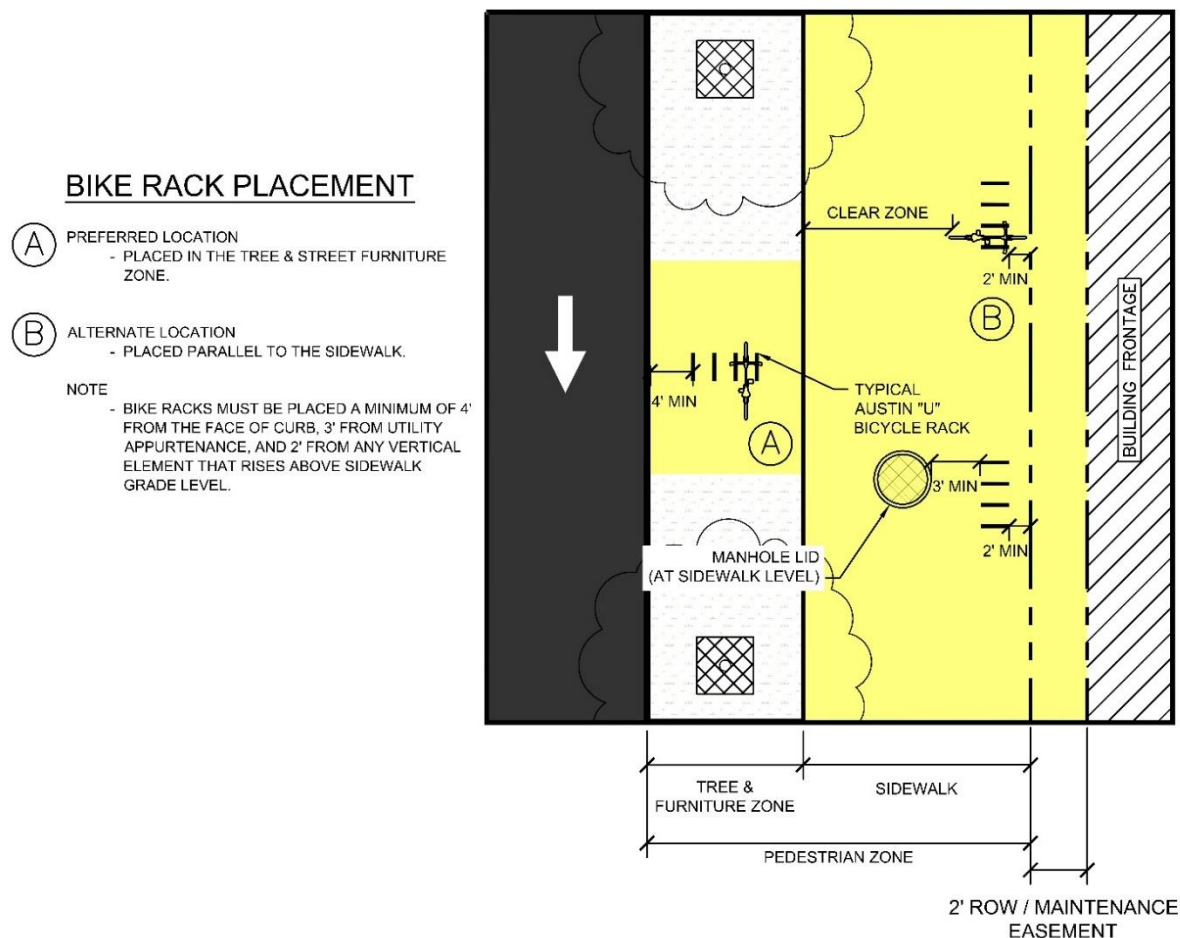 BIKE RACK PLACEMENT
A
PREFERRED LOCATION
- PLACED IN THE TREE & STREET FURNITURE
ZONE.
B
ALTERNATE LOCATION
- PLACED PARALLEL TO THE SIDEWALK.
NOTE
- BIKE RACKS MUST BE PLACED A MINIMUM OF 4'
FROM THE FACE OF CURB, 3' FROM UTILITY
APPURTENANCE, AND 2' FROM ANY VERTICAL
ELEMENT THAT RISES ABOVE SIDEWALK
GRADE LEVEL.
CLEAR ZONE
2' MIN
B
BUILDING FRONTAGE
4' MIN
TYPICAL
AUSTIN "U"
BICYCLE RACK
A
3' MIN
2' MIN
MANHOLE LID
(AT SIDEWALK LEVEL)
TREE &
FURNITURE ZONE
SIDEWALK
PEDESTRIAN ZONE
2' ROW / MAINTENANCE
EASEMENT